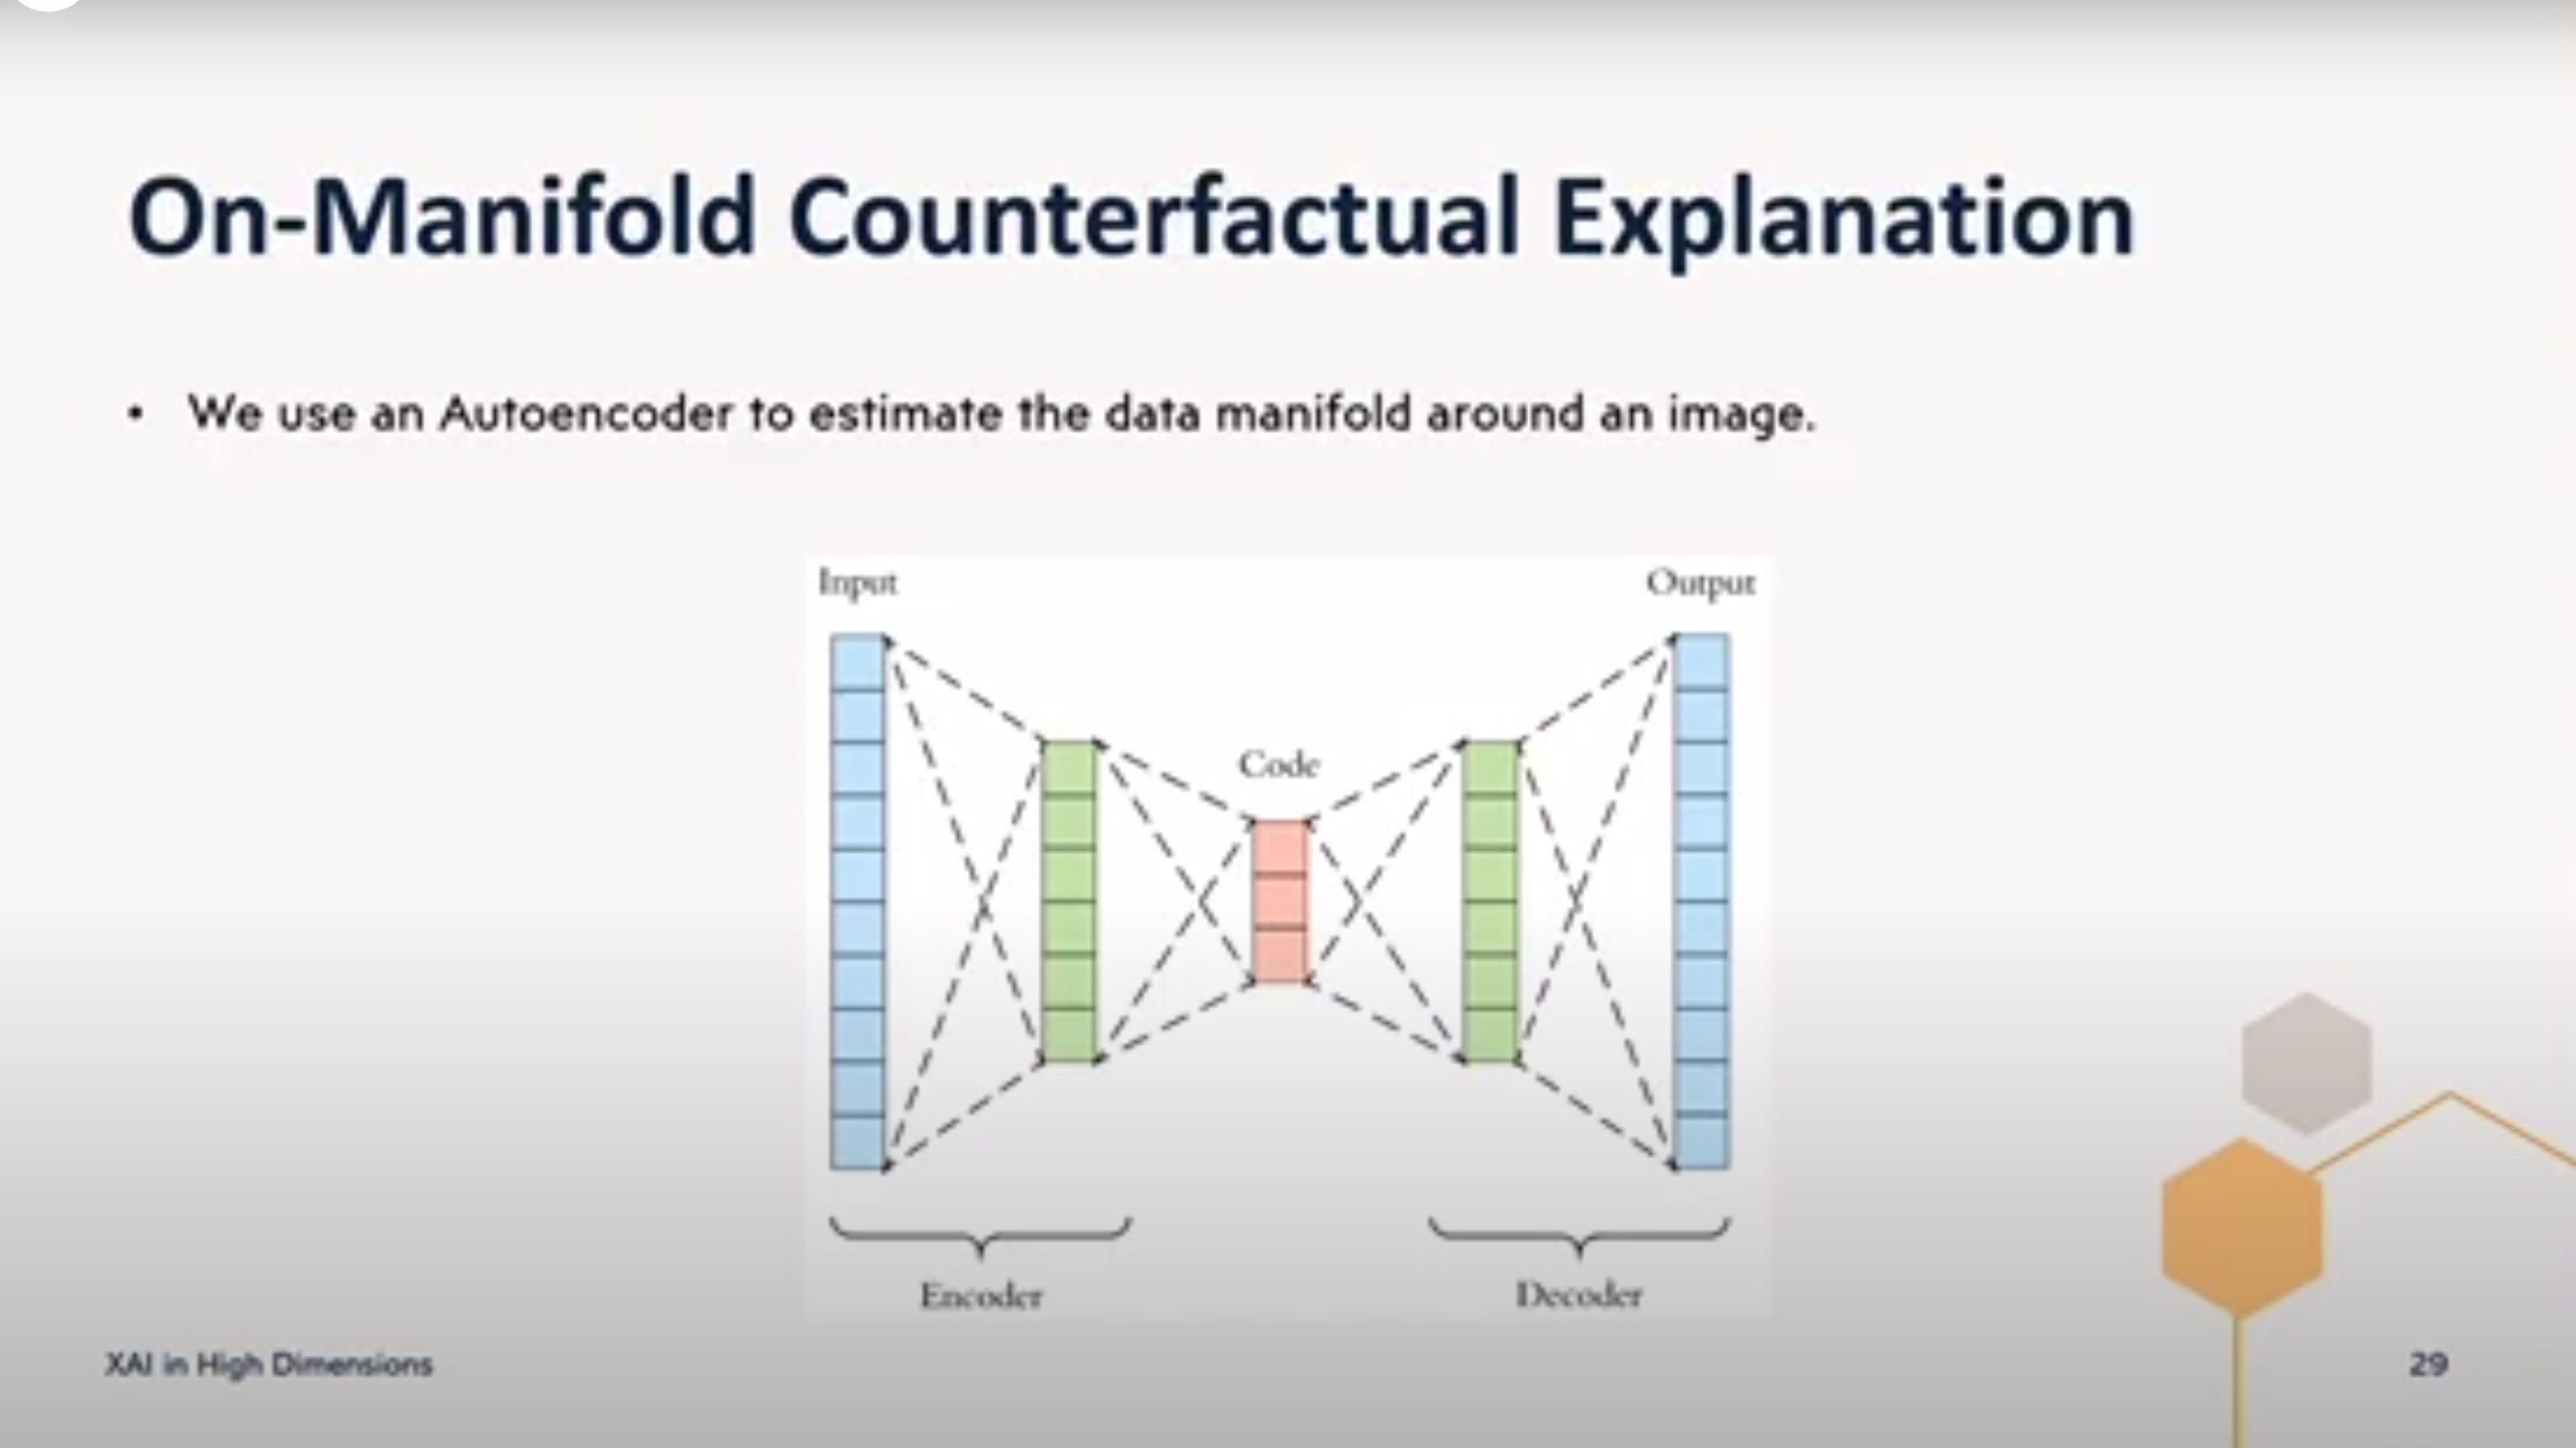 On-Manifold Counterfactual Explanation
• We use an Autoencoder to estimate the data manifold around an image.
Input
Output
Code
Encoder
Decoder
XAI in High Dimensions
29